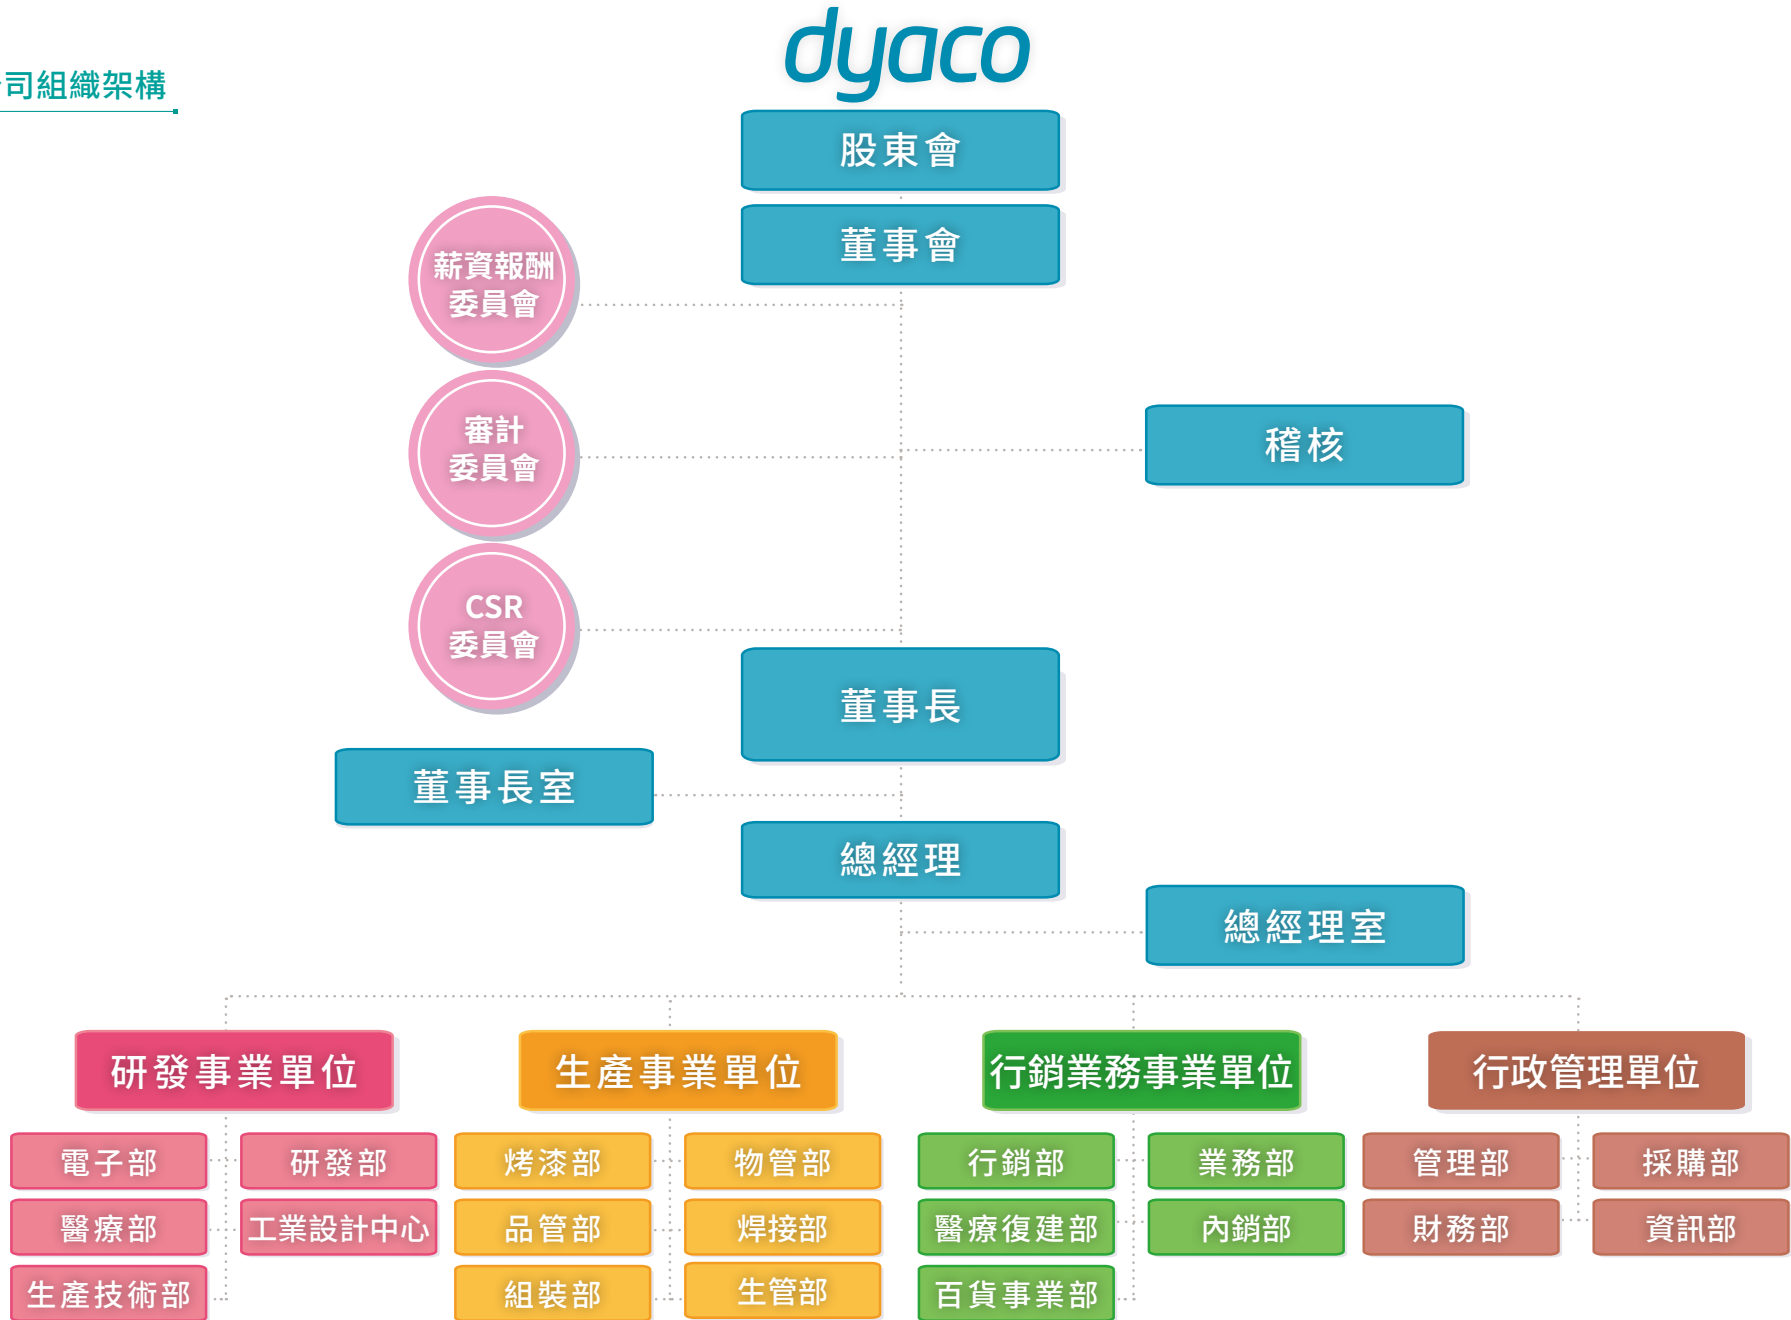 dyaco
司組織架構
股東會
董事會
薪資報酬
委員會
審計
委員會
稽核
CSR
委員會
董事長
董事長室
總經理
總經理室
研發事業單位
生產事業單位
行銷業務事業單位
行政管理單位
電子部
研發部
烤漆部
物管部
行銷部
業務部
管理部
採購部
醫療部
工業設計中心
品管部
焊接部
醫療復建部
內銷部
財務部
資訊部
生產技術部
組裝部
生管部
百貨事業部